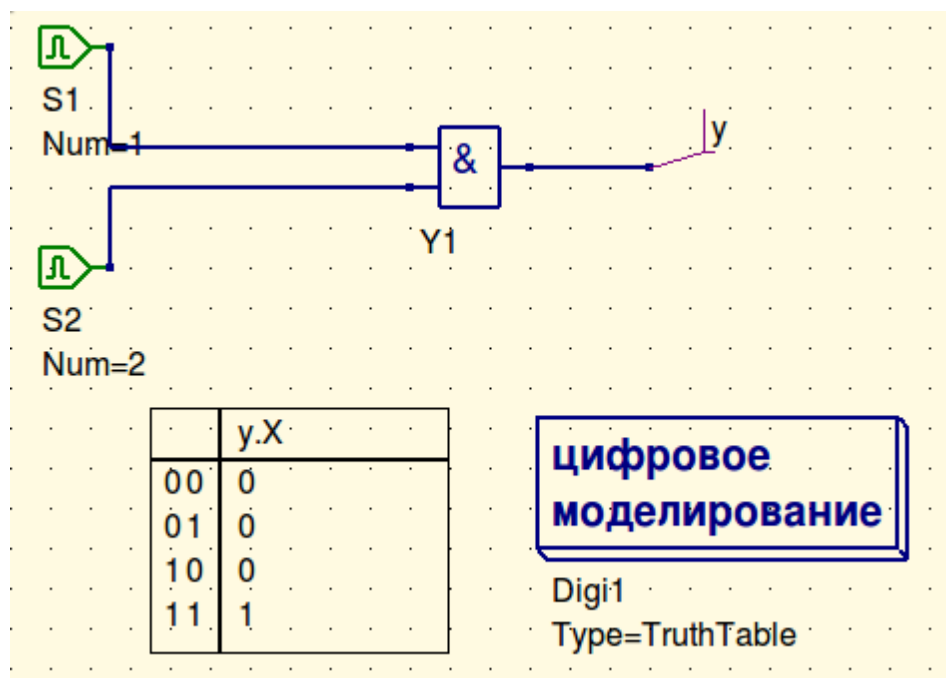 S1
Num=1
&
y
Y1
S2
Num=2
y.X
00 0
01 0
10 0
11 1
цифровое
моделирование
Digi1
Type=TruthTable